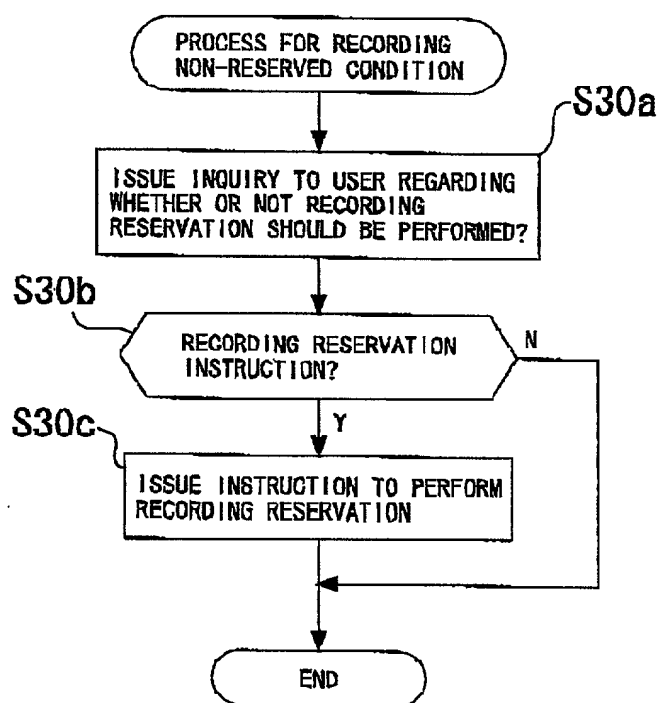 PROCESS FOR RECORDING
NON-RESERVED CONDITION
S30a
ISSUE INQUIRY TO USER REGARDING
WHETHER OR NOT RECORDING
RESERVATION SHOULD BE PERFORMED?
S30b
RECORDING RESERVATION
INSTRUCTION?
N
Y
S30c
ISSUE INSTRUCTION TO PERFORM
RECORDING RESERVATION
END